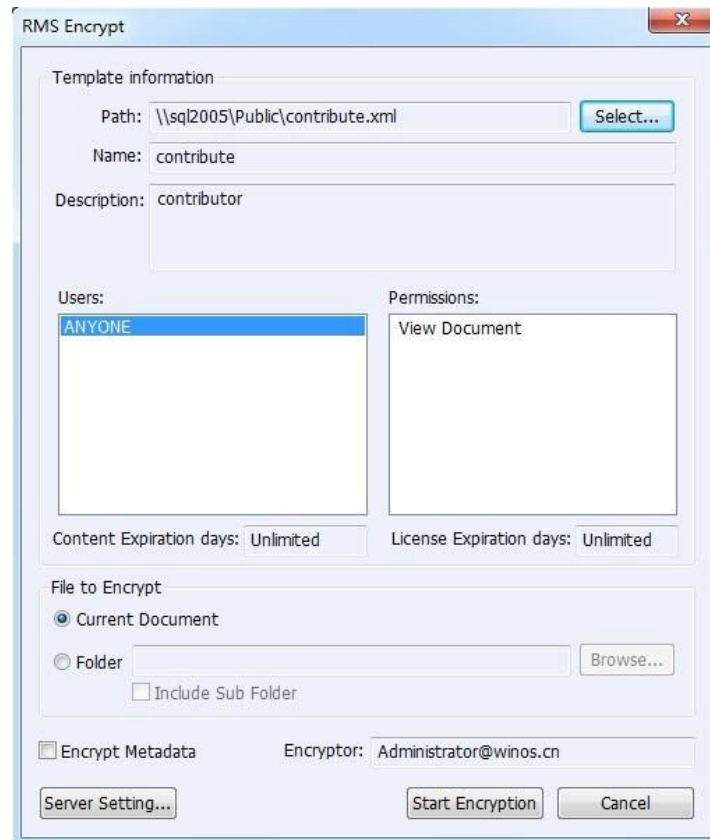 RMS Encrypt
Template information
Path: \\sql2005\Public\contribute.xml Select...
Name: contribute
Description: contributor
Users: Permissions:
ANYONE View Document
Content Expiration days: Unlimited License Expiration days: Unlimited
File to Encrypt
Current Document
Folder Browse...
Include Sub Folder
Encrypt Metadata Encryptor: Administrator@winos.cn
Server Setting... Start Encryption Cancel